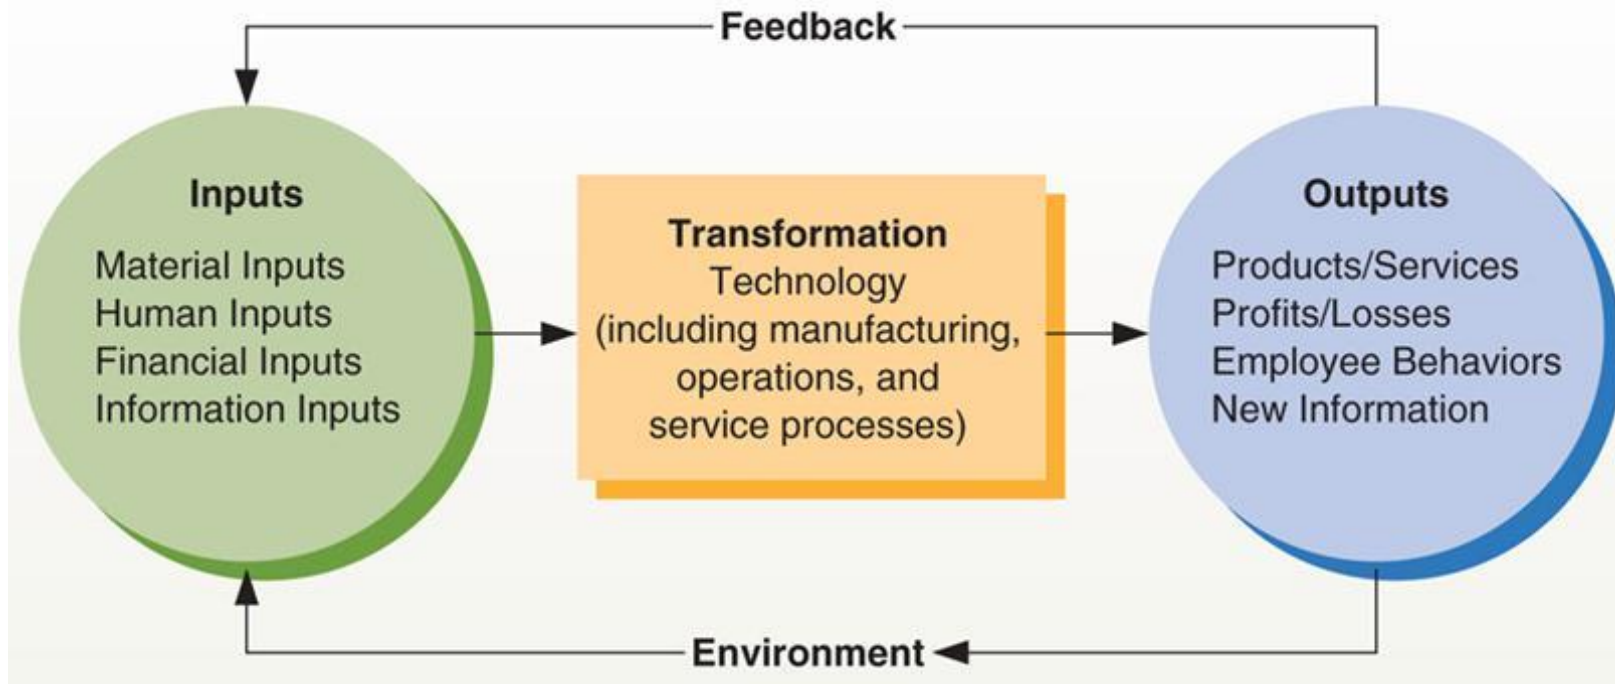 Feedback
Inputs
Material Inputs
Human Inputs
Financial Inputs
Information Inputs
Transformation
Technology
(including manufacturing,
operations, and
service processes)
Outputs
Products/Services
Profits/Losses
Employee Behaviors
New Information
Environment